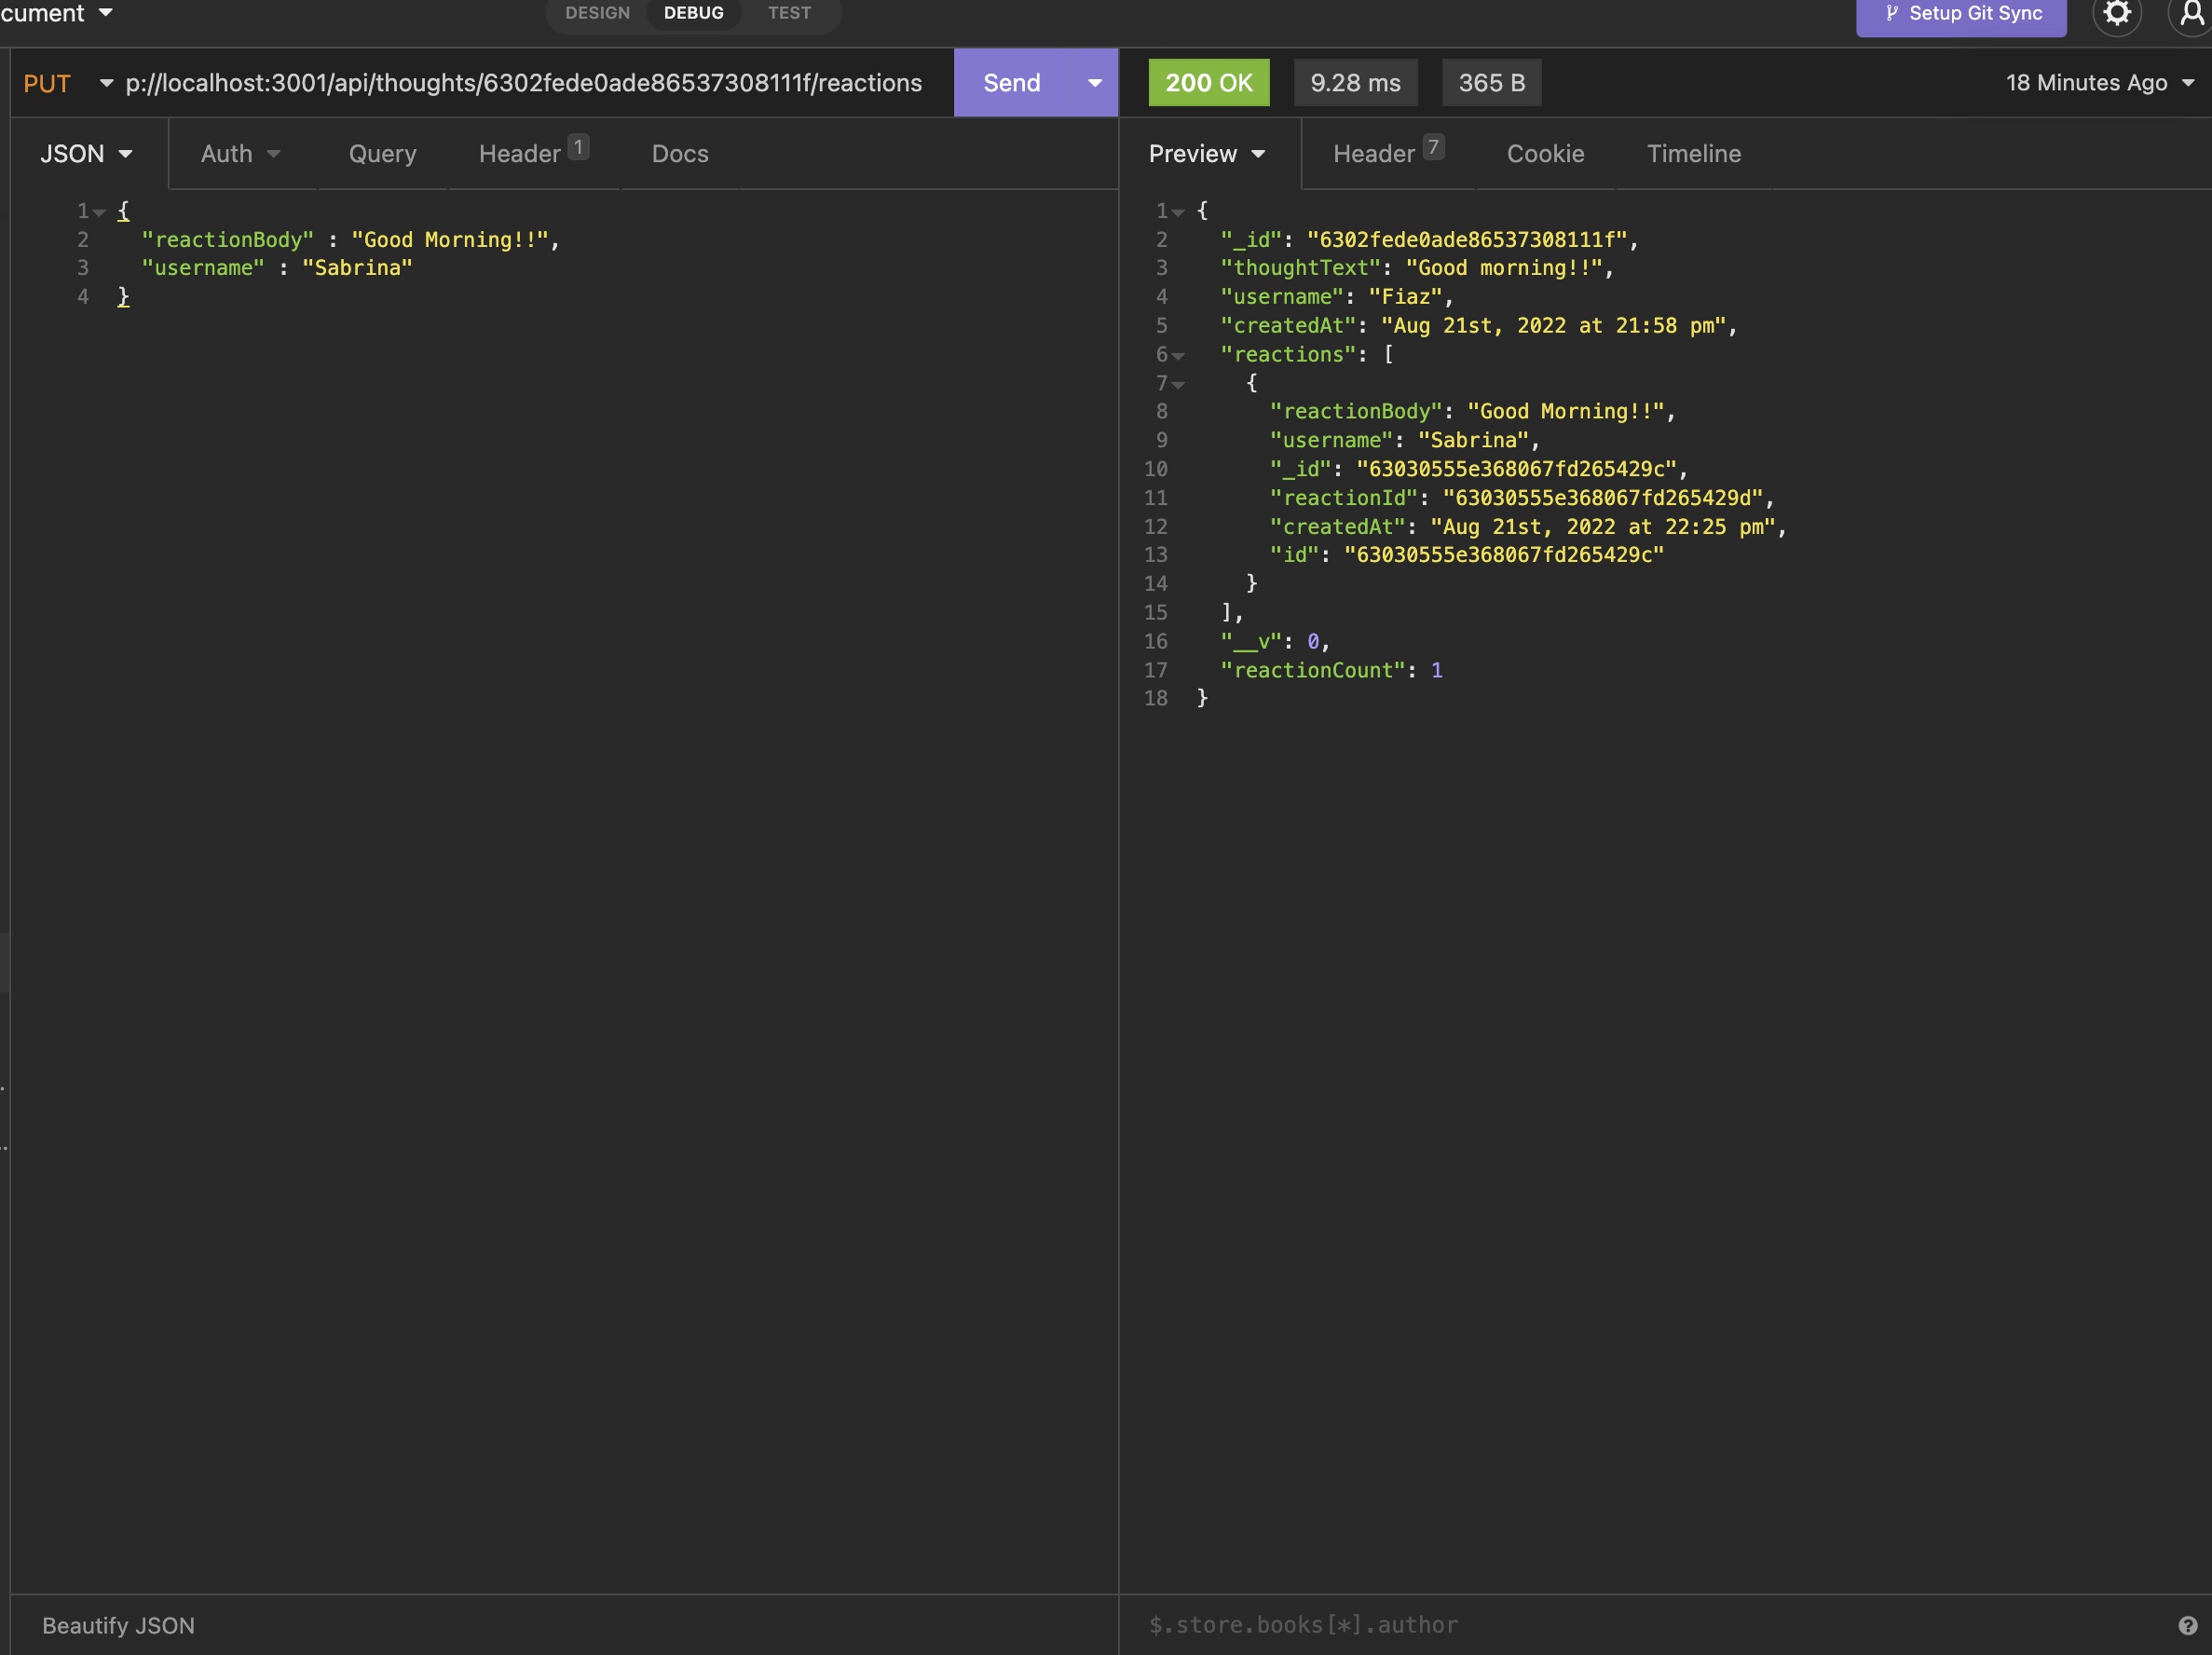 cument
DESIGN DEBUG TEST
Setup Git Sync
PUT p://localhost:3001/api/thoughts/6302fede0ade86537308111f/reactions Send
200 OK 9.28 ms 365 B 18 Minutes Ago
JSON Auth Query Header 1 Docs
1 {
2 "reactionBody" : "Good Morning!!",
3 "username" : "Sabrina"
4 }
Beautify JSON
Preview Header 7 Cookie Timeline
1 {
2 "_id": "6302fede0ade86537308111f",
3 "thoughtText": "Good morning!!",
4 "username": "Fiaz",
5 "createdAt": "Aug 21st, 2022 at 21:58 pm",
6 "reactions": [
7 {
8 "reactionBody": "Good Morning!!",
9 "username": "Sabrina",
10 "_id": "63030555e368067fd265429c",
11 "reactionId": "63030555e368067fd265429d",
12 "createdAt": "Aug 21st, 2022 at 22:25 pm",
13 "id": "63030555e368067fd265429c"
14 }
15 ],
16 "__v": 0,
17 "reactionCount": 1
18 }
$.store.books[*].author